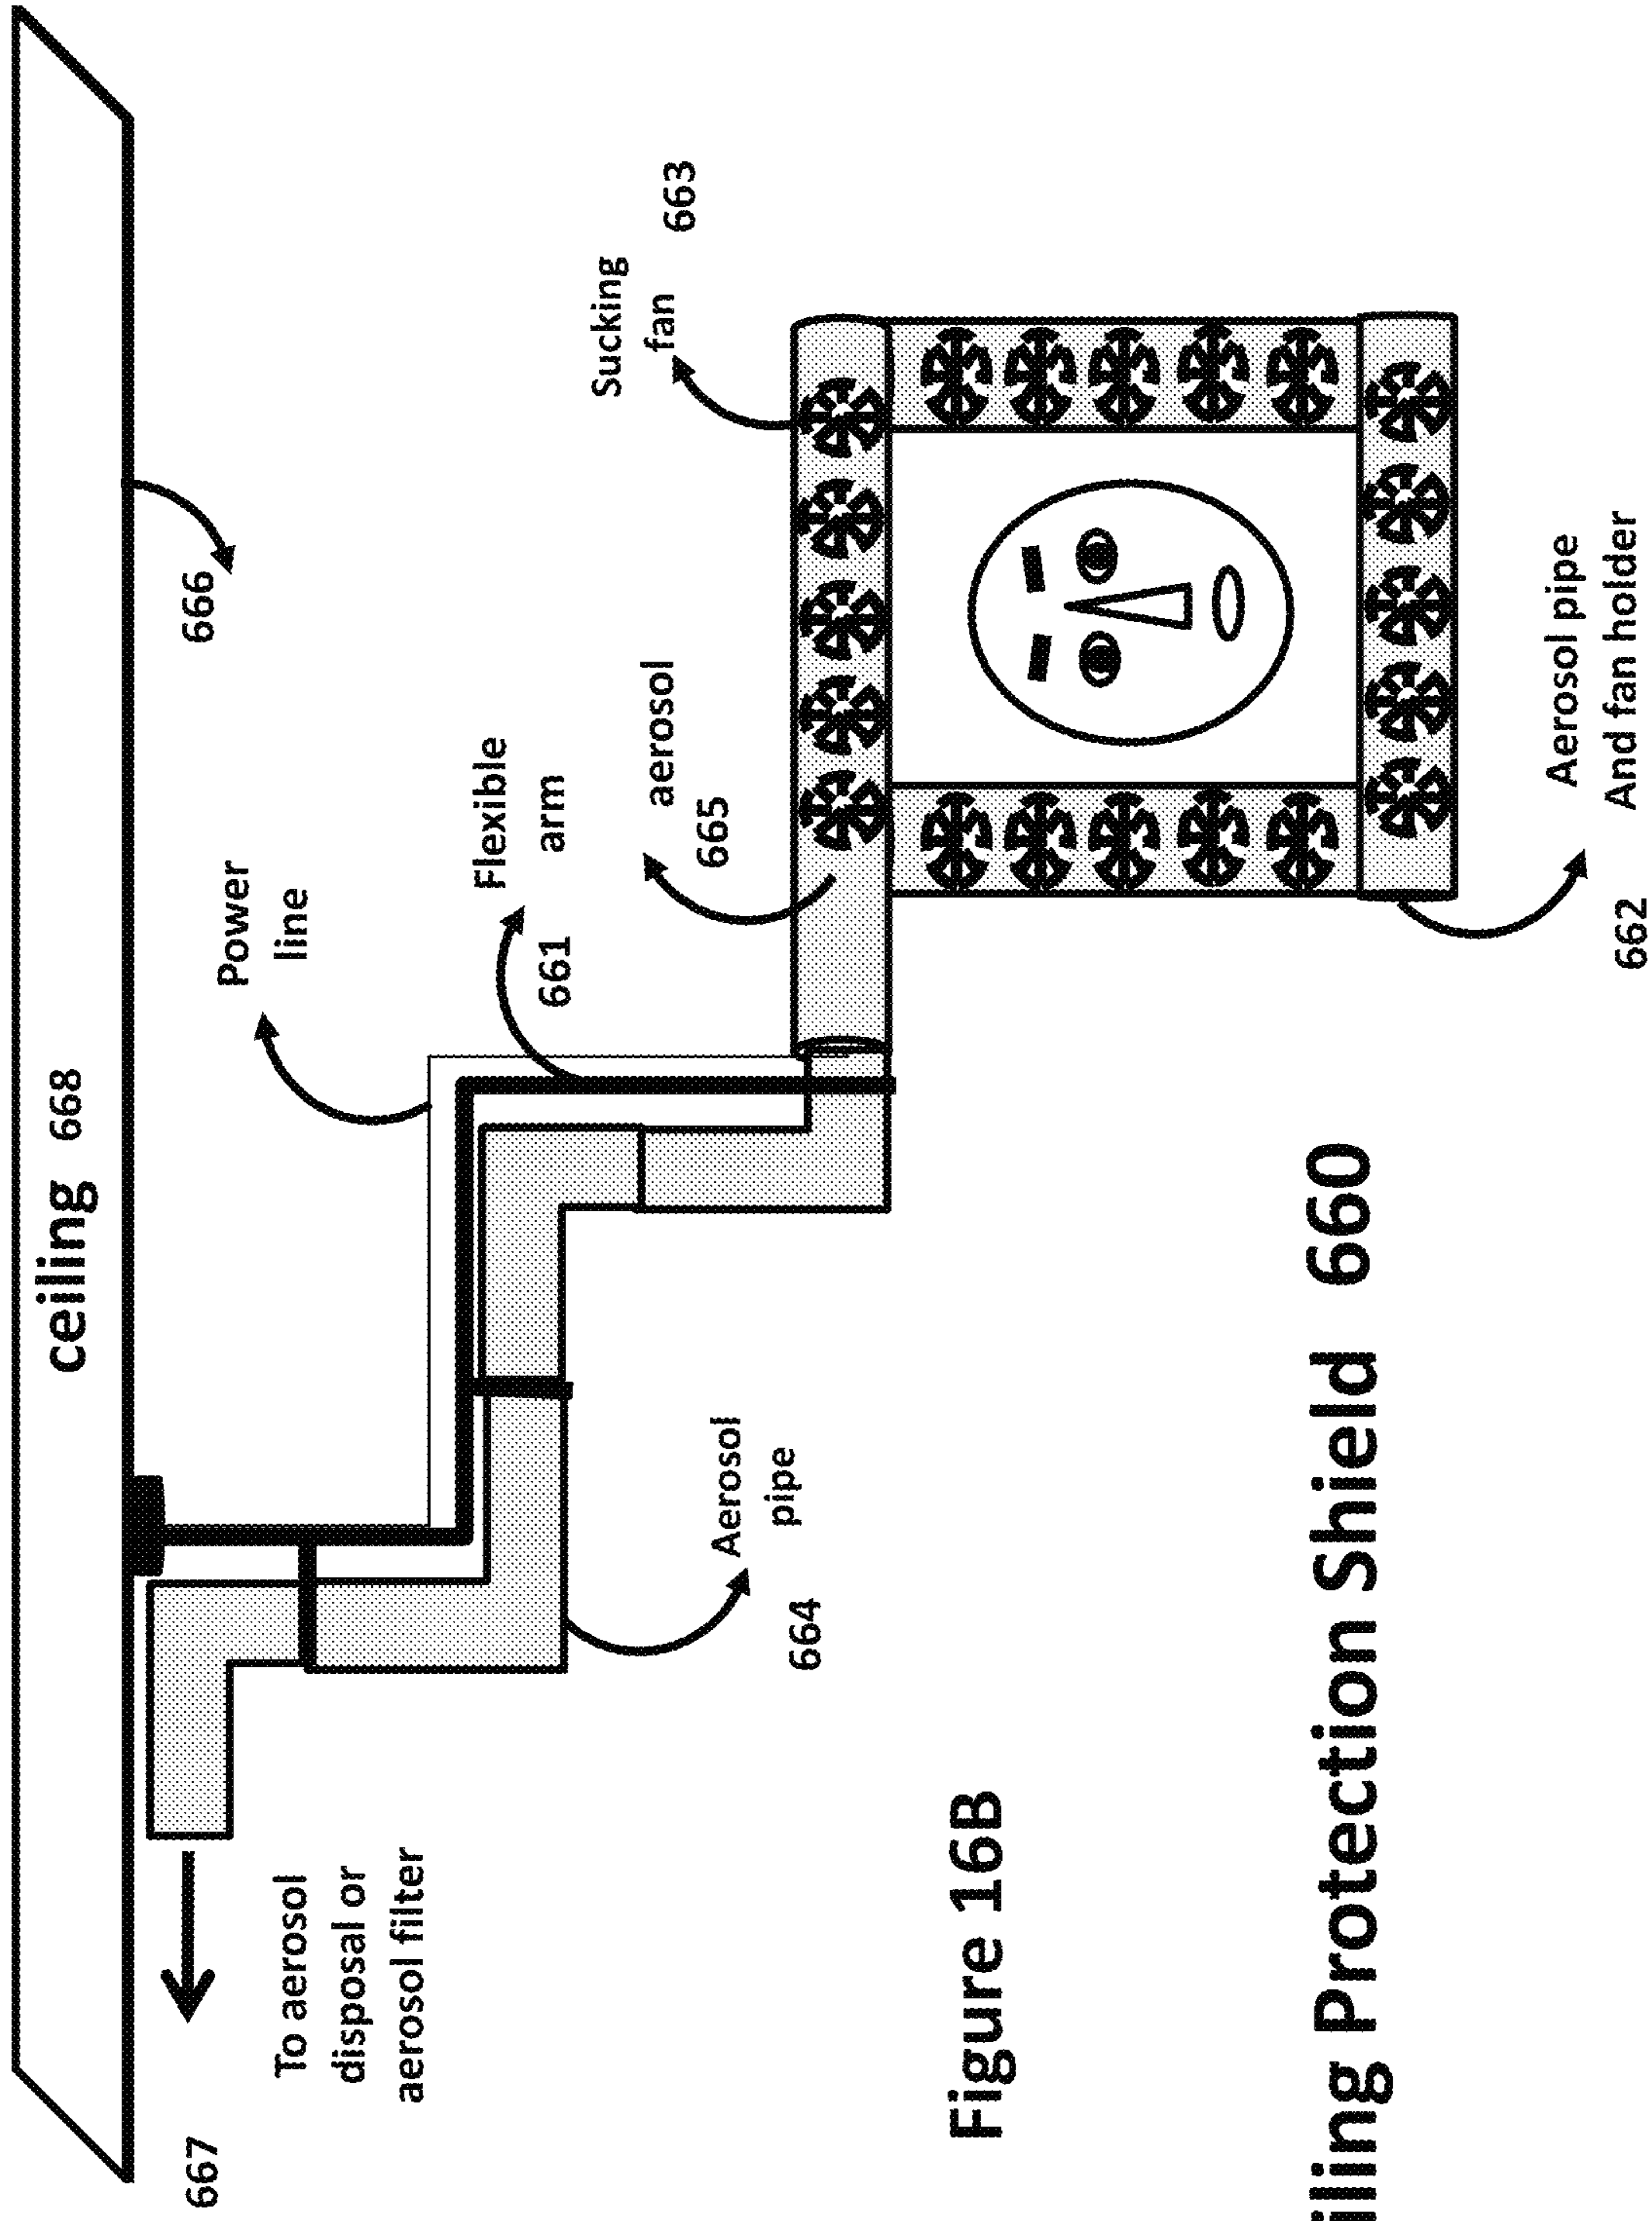 ceiling 668
666
Power
line
Sucking
fan 663
Flexible
661 arm
aerosol
665
667
To aerosol
disposal or
aerosol filter
Aerosol
pipe
664
Aerosol pipe
662 And fan holder
Figure 16B
iling Protection Shield 660